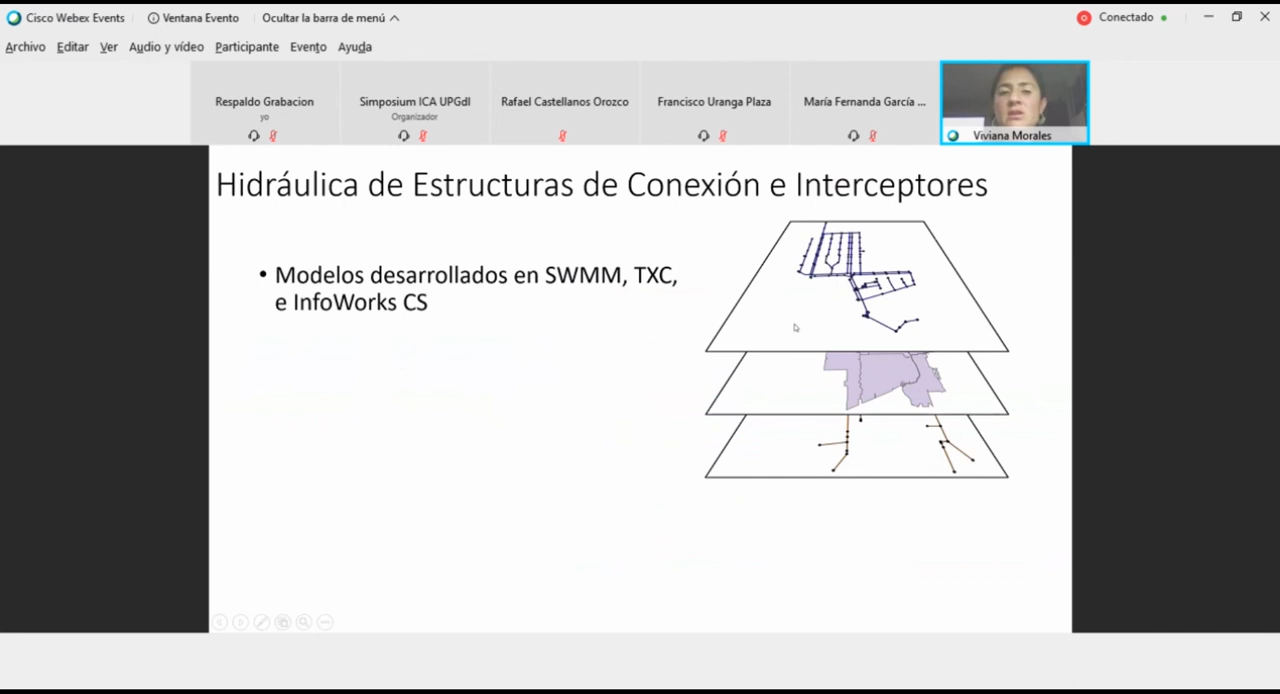 Cisco Webex Events
Ventana Evento
Ocultar la barra de menú
Conectado
Archivo Editar Ver Audio y vídeo Participante Evento Ayuda
Respaldo Grabacion
yo
Simposium ICA UPGdl
Organizador
Rafael Castellanos Orozco
Francisco Uranga Plaza
María Fernanda García ...
Viviana Morales
Hidráulica de Estructuras de Conexión e Interceptores
• Modelos desarrollados en SWMM, TXC,
e InfoWorks CS